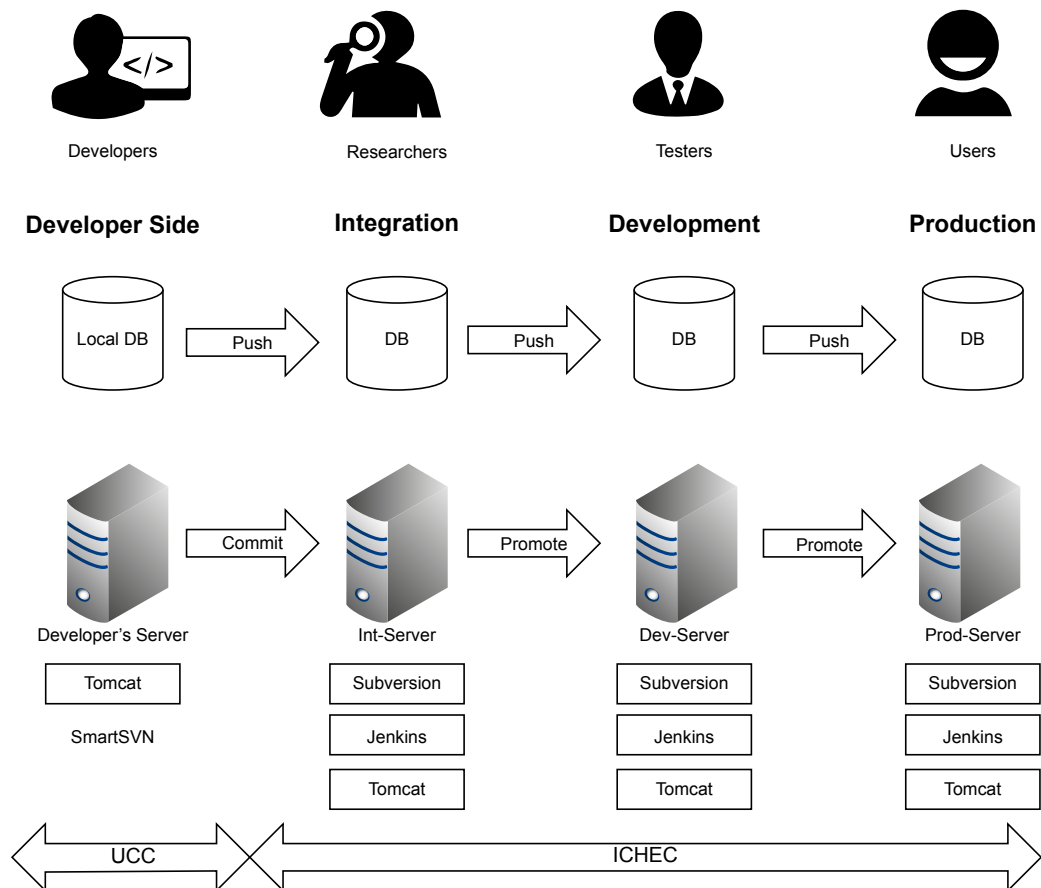 </>
Developers
Researchers
Testers
Users
Developer Side
Integration
Development
Production
Local DB
Push
DB
Push
DB
Push
DB
Commit
Promote
Promote
Developer's Server
Int-Server
Dev-Server
Prod-Server
Tomcat
Subversion
Subversion
Subversion
SmartSVN
Jenkins
Jenkins
Jenkins
Tomcat
Tomcat
Tomcat
UCC
ICHEC